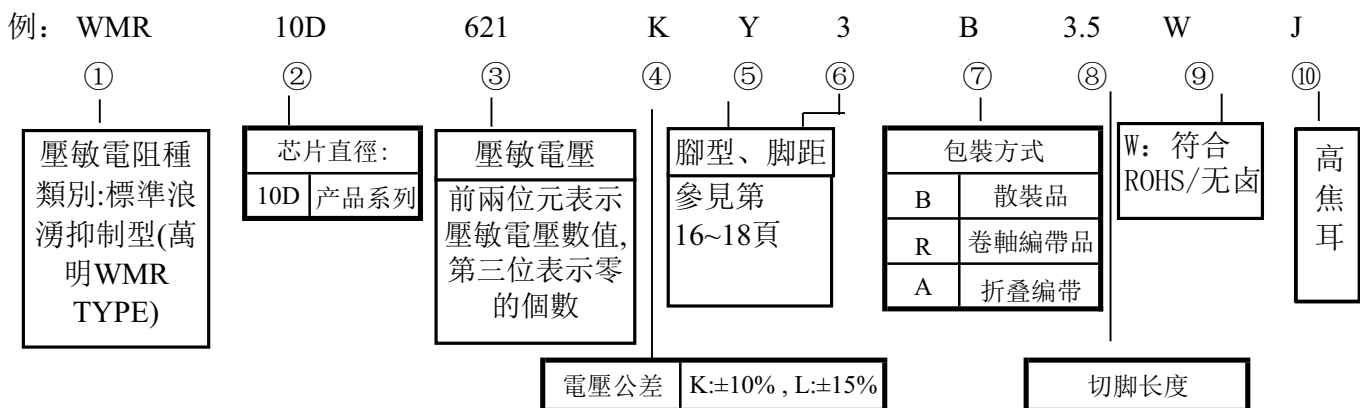 例： WMR 10D 621 K Y 3 B 3.5 W J
① ② ③ ④ ⑤ ⑥ ⑦ ⑧ ⑨ ⑩
壓敏電阻種
類別:標準浪
湧抑制型(萬
明WMR
TYPE)
芯片直徑:
10D 产品系列
壓敏電壓
前兩位元表示
壓敏電壓數值,
第三位表示零
的個數
腳型、脚距
參見第
16~18頁
包裝方式
B 散裝品
R 卷軸編帶品
A 折叠编带
W：符合
ROHS/无卤
高
焦
耳
電壓公差 K:±10% , L:±15%
切脚长度